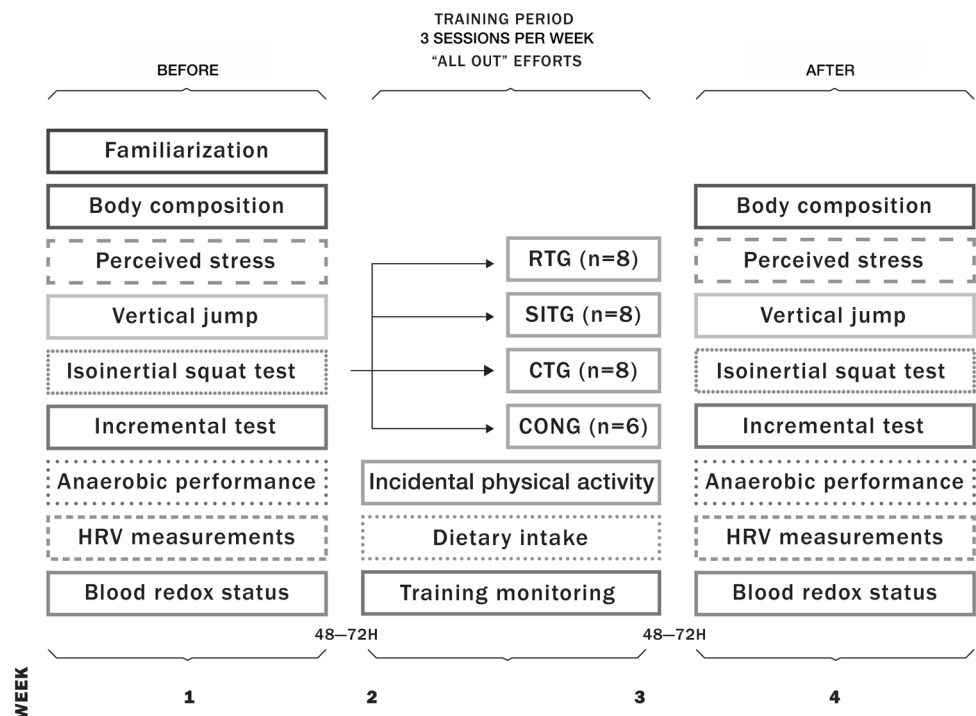 TRAINING PERIOD
3 SESSIONS PER WEEK
“ALL OUT” EFFORTS
BEFORE
AFTER
Familiarization
Body composition
Perceived stress
Vertical jump
Isoinertial squat test
Incremental test
Anaerobic performance
HRV measurements
Blood redox status
RTG (n=8)
SITG (n=8)
CTG (n=8)
CONG (n=6)
Incidental physical activity
Dietary intake
Training monitoring
Body composition
Perceived stress
Vertical jump
Isoinertial squat test
Incremental test
Anaerobic performance
HRV measurements
Blood redox status
48–72H
48–72H
WEEK
1
2
3
4